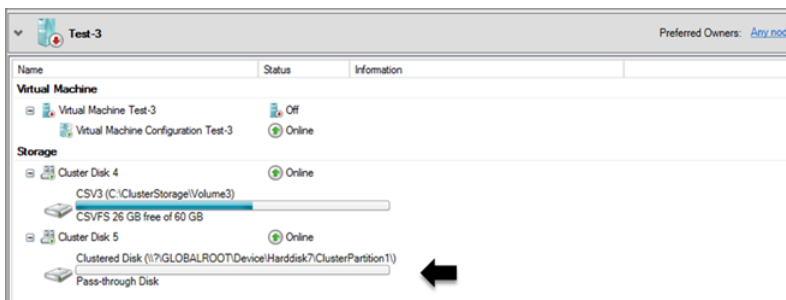 Test-3
Preferred Owners: Any nod
Name Status Information
Virtual Machine
Virtual Machine Test-3 Off
Virtual Machine Configuration Test-3 Online
Storage
Cluster Disk 4 Online
CSV3 (C:\ClusterStorage\Volume3)
CSVFS 26 GB free of 60 GB
Cluster Disk 5 Online
Clustered Disk (\\?\GLOBALROOT\Device\Harddisk7\ClusterPartition1\)
Pass-through Disk